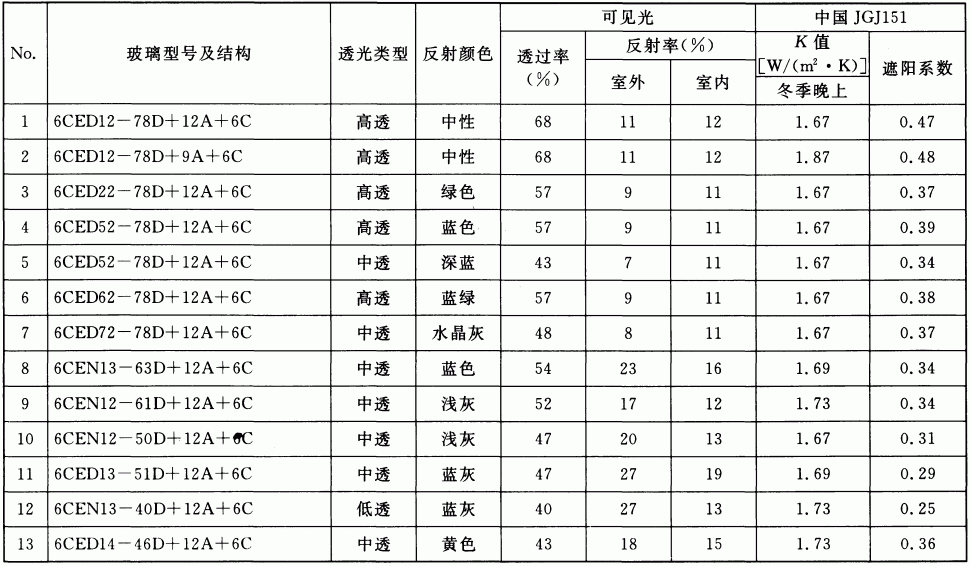 No. 玻璃型号及结构 透光类型 反射颜色 可见光 中国 JGJ151
透过率(%) 反射率(%) K 值[W/(m²·K)] 遮阳系数
室外 室内 冬季晚上
1 6CED12-78D+12A+6C 高透 中性 68 11 12 1.67 0.47
2 6CED12-78D+9A+6C 高透 中性 68 11 12 1.87 0.48
3 6CED22-78D+12A+6C 高透 绿色 57 9 11 1.67 0.37
4 6CED52-78D+12A+6C 高透 蓝色 57 9 11 1.67 0.39
5 6CED52-78D+12A+6C 中透 深蓝 43 7 11 1.67 0.34
6 6CED62-78D+12A+6C 高透 蓝绿 57 9 11 1.67 0.38
7 6CED72-78D+12A+6C 中透 水晶灰 48 8 11 1.67 0.37
8 6CEN13-63D+12A+6C 中透 蓝色 54 23 16 1.69 0.34
9 6CEN12-61D+12A+6C 中透 浅灰 52 17 12 1.73 0.34
10 6CEN12-50D+12A+ C 中透 浅灰 47 20 13 1.67 0.31
11 6CED13-51D+12A+6C 中透 蓝灰 47 27 19 1.69 0.29
12 6CEN13-40D+12A+6C 低透 蓝灰 40 27 13 1.73 0.25
13 6CED14-46D+12A+6C 中透 黄色 43 18 15 1.73 0.36